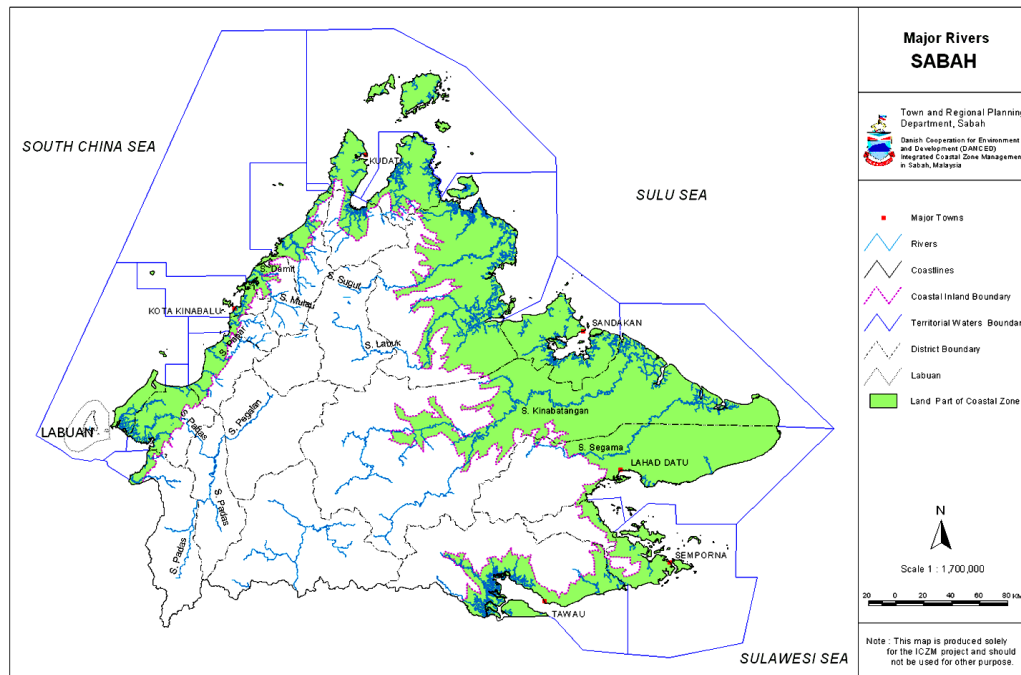 Major Rivers
SABAH
Town and Regional Planning
Department, Sabah
Danish Cooperation for Environment
and Development (DANCED)
Integrated Coastal Zone Management
in Sabah, Malaysia
Major Towns
Rivers
Coastlines
Coastal Inland Boundary
Territorial Waters Boundar
District Boundary
Labuan
Land Part of Coastal Zone
N
Scale 1 : 1,700,000
20 0 20 40 60 80 KM
Note : This map is produced solely
for the ICZM project and should
not be used for other purpose.
SOUTH CHINA SEA
SULU SEA
SULAWESI SEA
KUDAT
S. Damit
S. Sugut
KOTA KINABALU
SANDAKAN
S. Labuk
S. Kinabatangan
S. Padas
S. Pagalan
LABUAN
S. Segama
LAHAD DATU
S. Padas
S. Padas
SEMPORNA
TAWAU